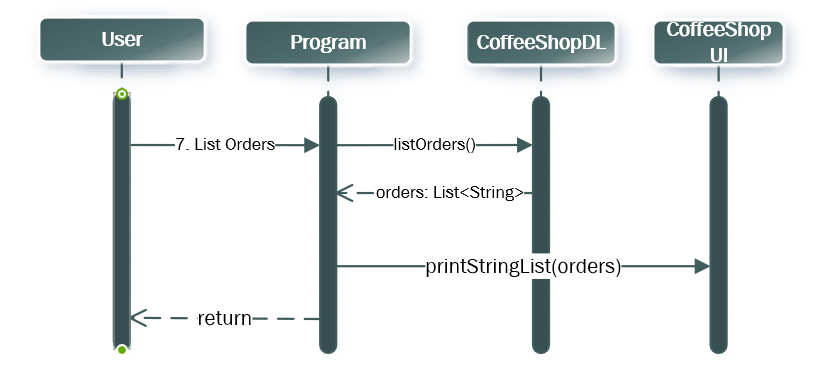 User
Program
CoffeeShopDL
CoffeeShop
UI
7. List Orders
listOrders()
orders: List<String>
printStringList(orders)
return